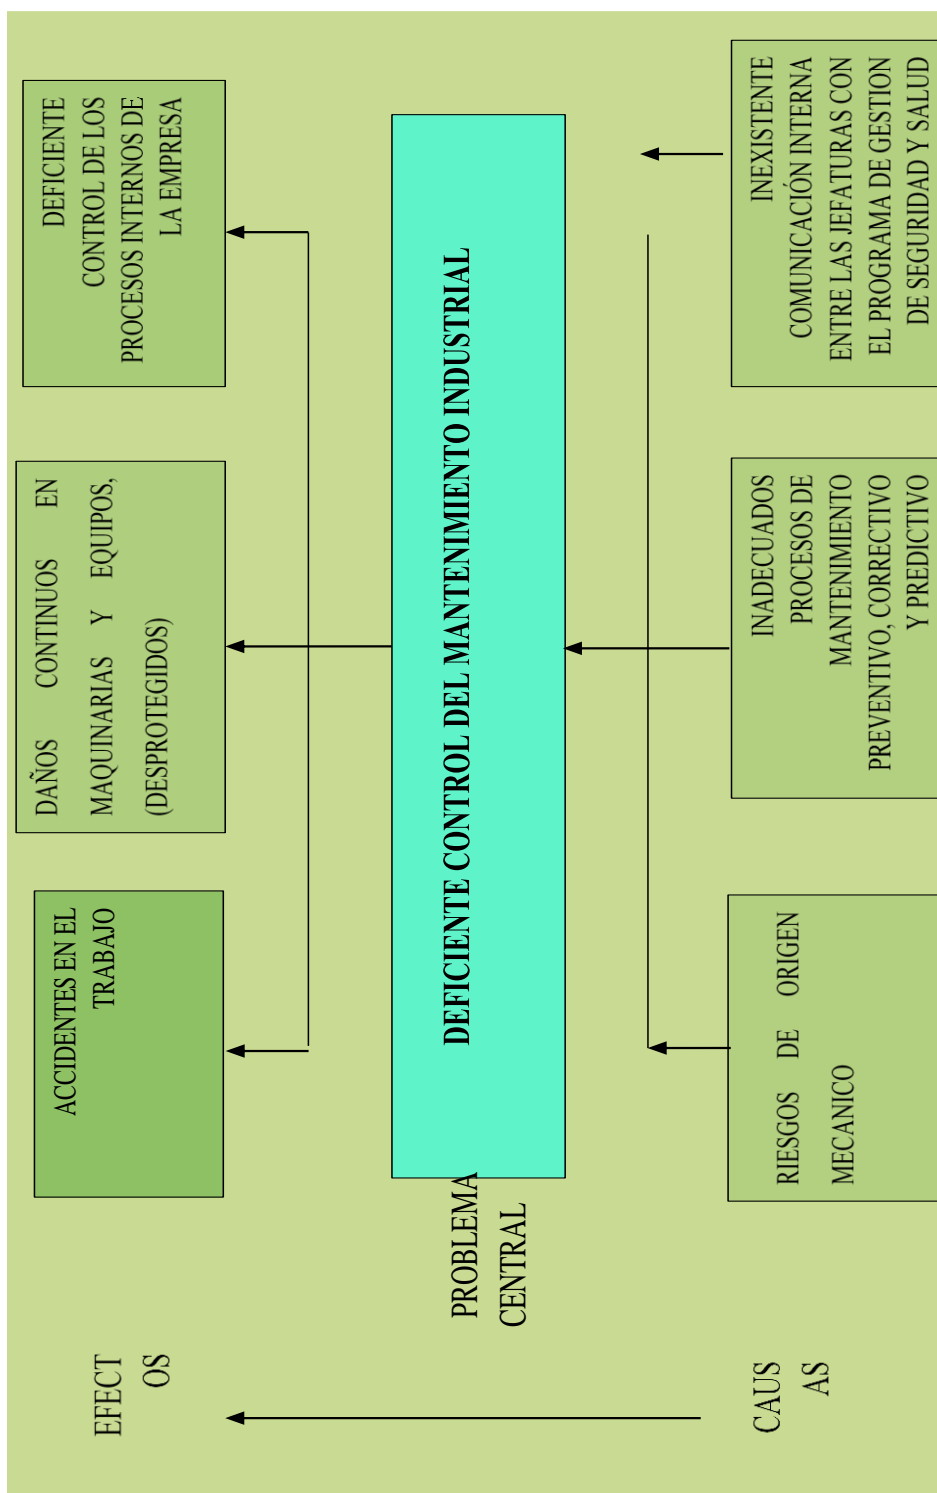 EFECT
OS
ACCIDENTES EN EL
TRABAJO
DAÑOS CONTINUOS EN
MAQUINARIAS Y EQUIPOS,
(DESPROTEGIDOS)
DEFICIENTE
CONTROL DE LOS
PROCESOS INTERNOS DE
LA EMPRESA
PROBLEMA
CENTRAL
DEFICIENTE CONTROL DEL MANTENIMIENTO INDUSTRIAL
CAUS
AS
RIESGOS DE ORIGEN
MECANICO
INADECUADOS
PROCESOS DE
MANTENIMIENTO
PREVENTIVO, CORRECTIVO
Y PREDICTIVO
INEXISTENTE
COMUNICACIÓN INTERNA
ENTRE LAS JEFATURAS CON
EL PROGRAMA DE GESTION
DE SEGURIDAD Y SALUD